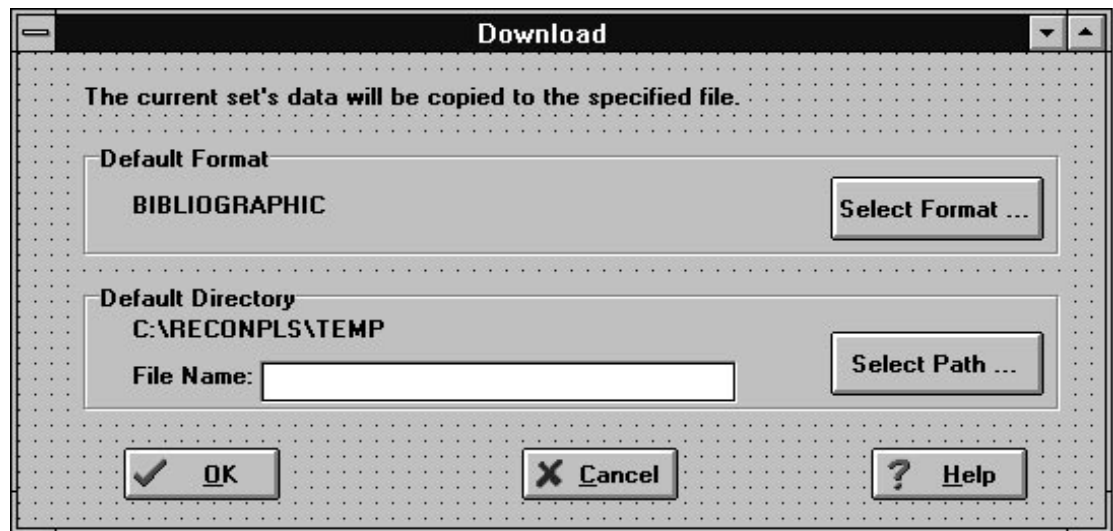 Download
The current set's data will be copied to the specified file.
Default Format
BIBLIOGRAPHIC
Select Format ...
Default Directory
C:\RECONPLS\TEMP
File Name:
Select Path ...
OK
Cancel
Help